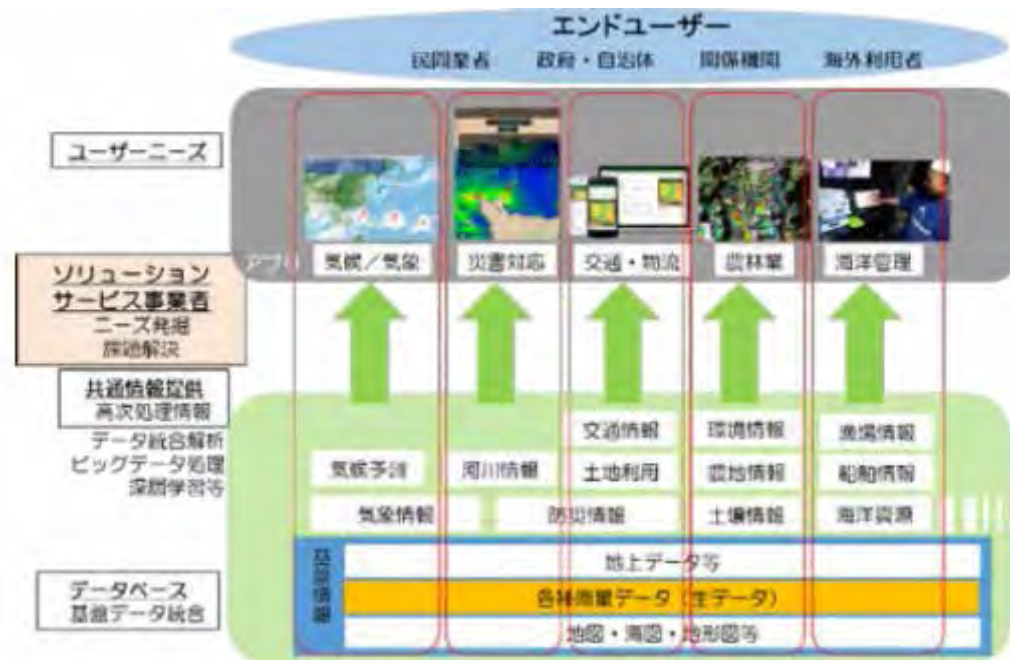 エンドユーザー
民間業者 政府・自治体 関係機関 海外利用者
ユーザーニーズ
アプリ 気候/気象 災害対応 交通・物流 農林業 海洋管理
ソリューション
サービス事業者
ニーズ発掘
課題解決
共通情報提供
高次処理情報
データ統合解析
ビッグデータ処理
深層学習等
交通情報 環境情報 漁場情報
気候予測 河川情報 土地利用 農地情報 船舶情報
気象情報 防災情報 土壌情報 海洋資源
データベース
基盤データ統合
基盤情報
地上データ等
各種衛星データ(生データ)
地図・海図・地形図等